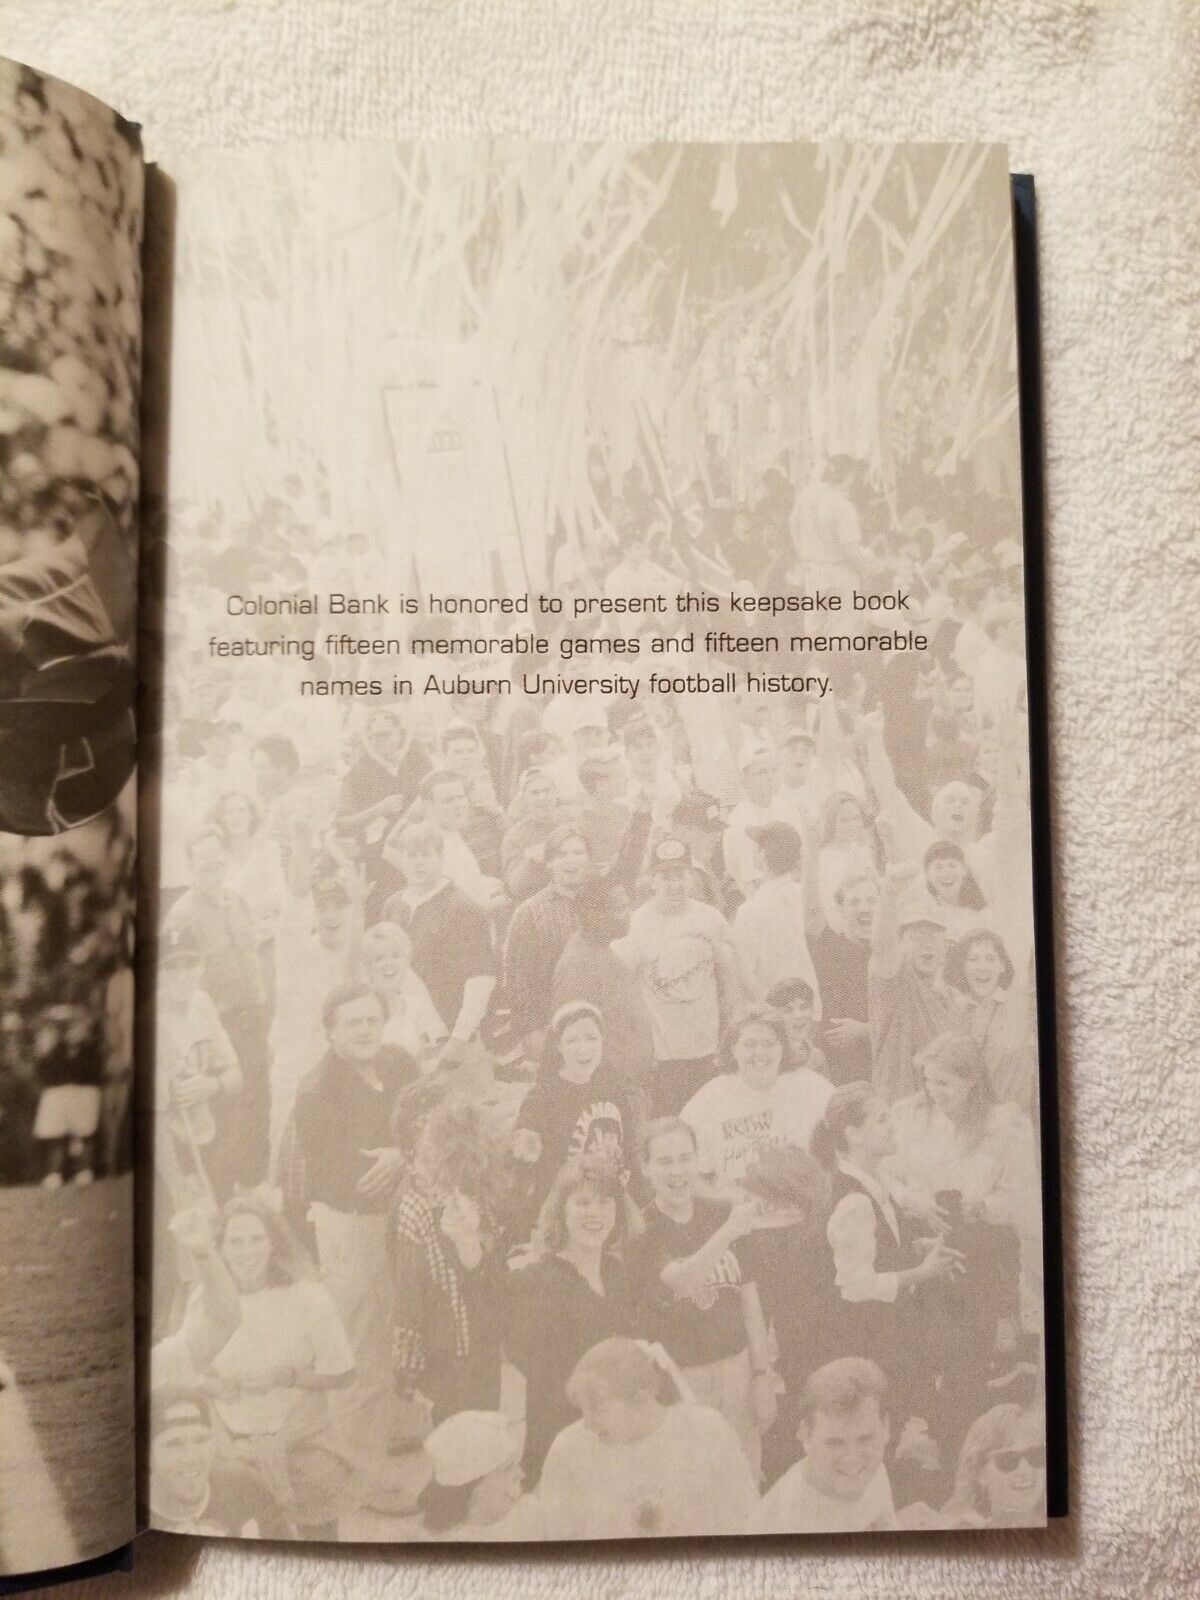 Colonial Bank is honored to present this keepsake book
featuring fifteen memorable games and fifteen memorable
names in Auburn University football history.